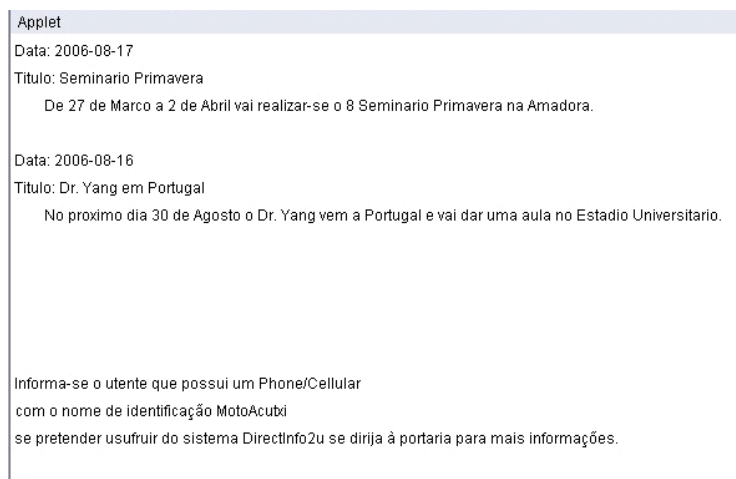 Applet
Data: 2006-08-17
Titulo: Seminario Primavera
De 27 de Marco a 2 de Abril vai realizar-se o 8 Seminario Primavera na Amadora.
Data: 2006-08-16
Titulo: Dr. Yang em Portugal
No proximo dia 30 de Agosto o Dr. Yang vem a Portugal e vai dar uma aula no Estadio Universitario.
Informa-se o utente que possui um Phone/Cellular
com o nome de identificação MotoAcutxi
se pretender usufruir do sistema DirectInfo2u se dirija à portaria para mais informações.